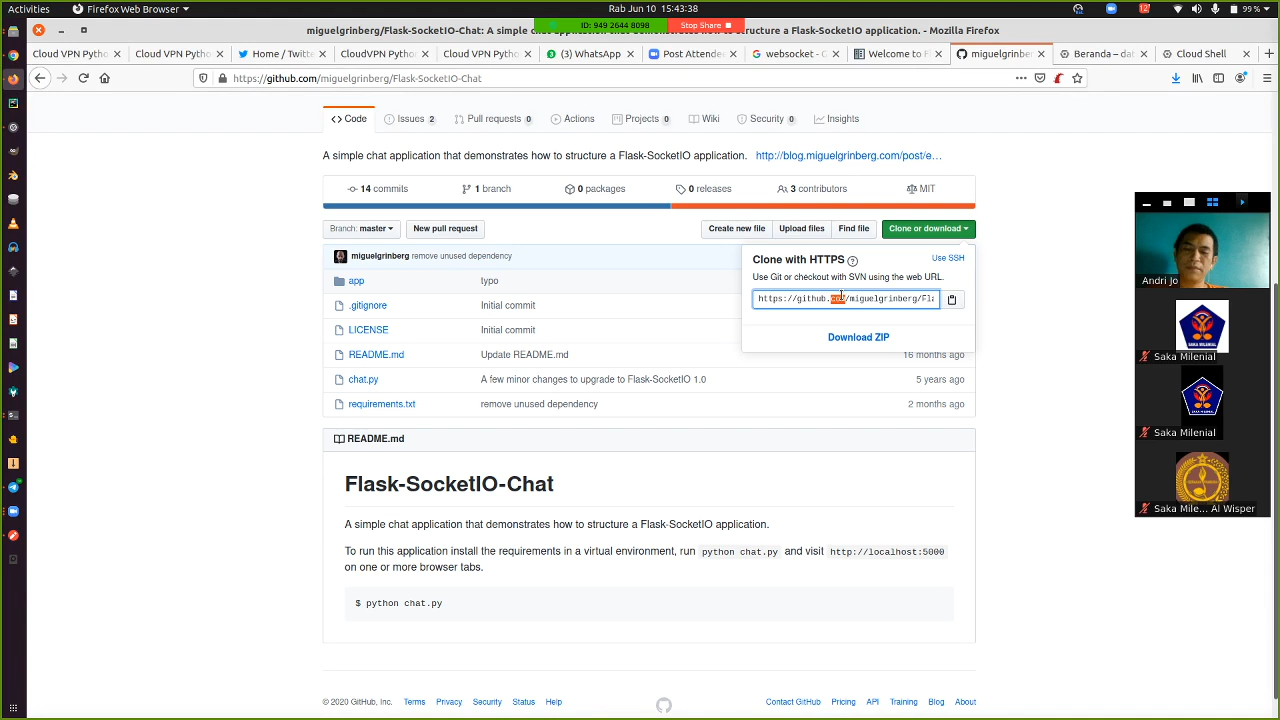 Activities
Firefox Web Browser
Rab Jun 10 15:43:38
99 %
ID: 949 2644 8098
Stop Share
miguelgrinberg/Flask-SocketIO-Chat: A simple chat application that demonstrates how to structure a Flask-SocketIO application. - Mozilla Firefox
Cloud VPN Pytho
Cloud VPN Pytho
Home / Twitte
CloudVPN Pytho
Cloud VPN Pytho
(3) WhatsApp
Post Attende
websocket - G
Welcome to F
miguelgrinber
Beranda – dat
Cloud Shell
https://github.com/miguelgrinberg/Flask-SocketIO-Chat
Code
Issues 2
Pull requests 0
Actions
Projects 0
Wiki
Security 0
Insights
A simple chat application that demonstrates how to structure a Flask-SocketIO application. http://blog.miguelgrinberg.com/post/e…
14 commits
1 branch
0 packages
0 releases
3 contributors
MIT
Branch: master
New pull request
Create new file
Upload files
Find file
Clone or download
miguelgrinberg remove unused dependency
Clone with HTTPS
Use SSH
Use Git or checkout with SVN using the web URL.
https://github.com/miguelgrinberg/Fla
Download ZIP
app typo
.gitignore Initial commit
LICENSE Initial commit
README.md Update README.md 16 months ago
chat.py A few minor changes to upgrade to Flask-SocketIO 1.0 5 years ago
requirements.txt remove unused dependency 2 months ago
README.md
Flask-SocketIO-Chat
A simple chat application that demonstrates how to structure a Flask-SocketIO application.
To run this application install the requirements in a virtual environment, run python chat.py and visit http://localhost:5000
on one or more browser tabs.
$ python chat.py
© 2020 GitHub, Inc.
Terms
Privacy
Security
Status
Help
Contact GitHub
Pricing
API
Training
Blog
About
Andri Jo
Saka Milenial
Saka Milenial
Saka Mile... Al Wisper